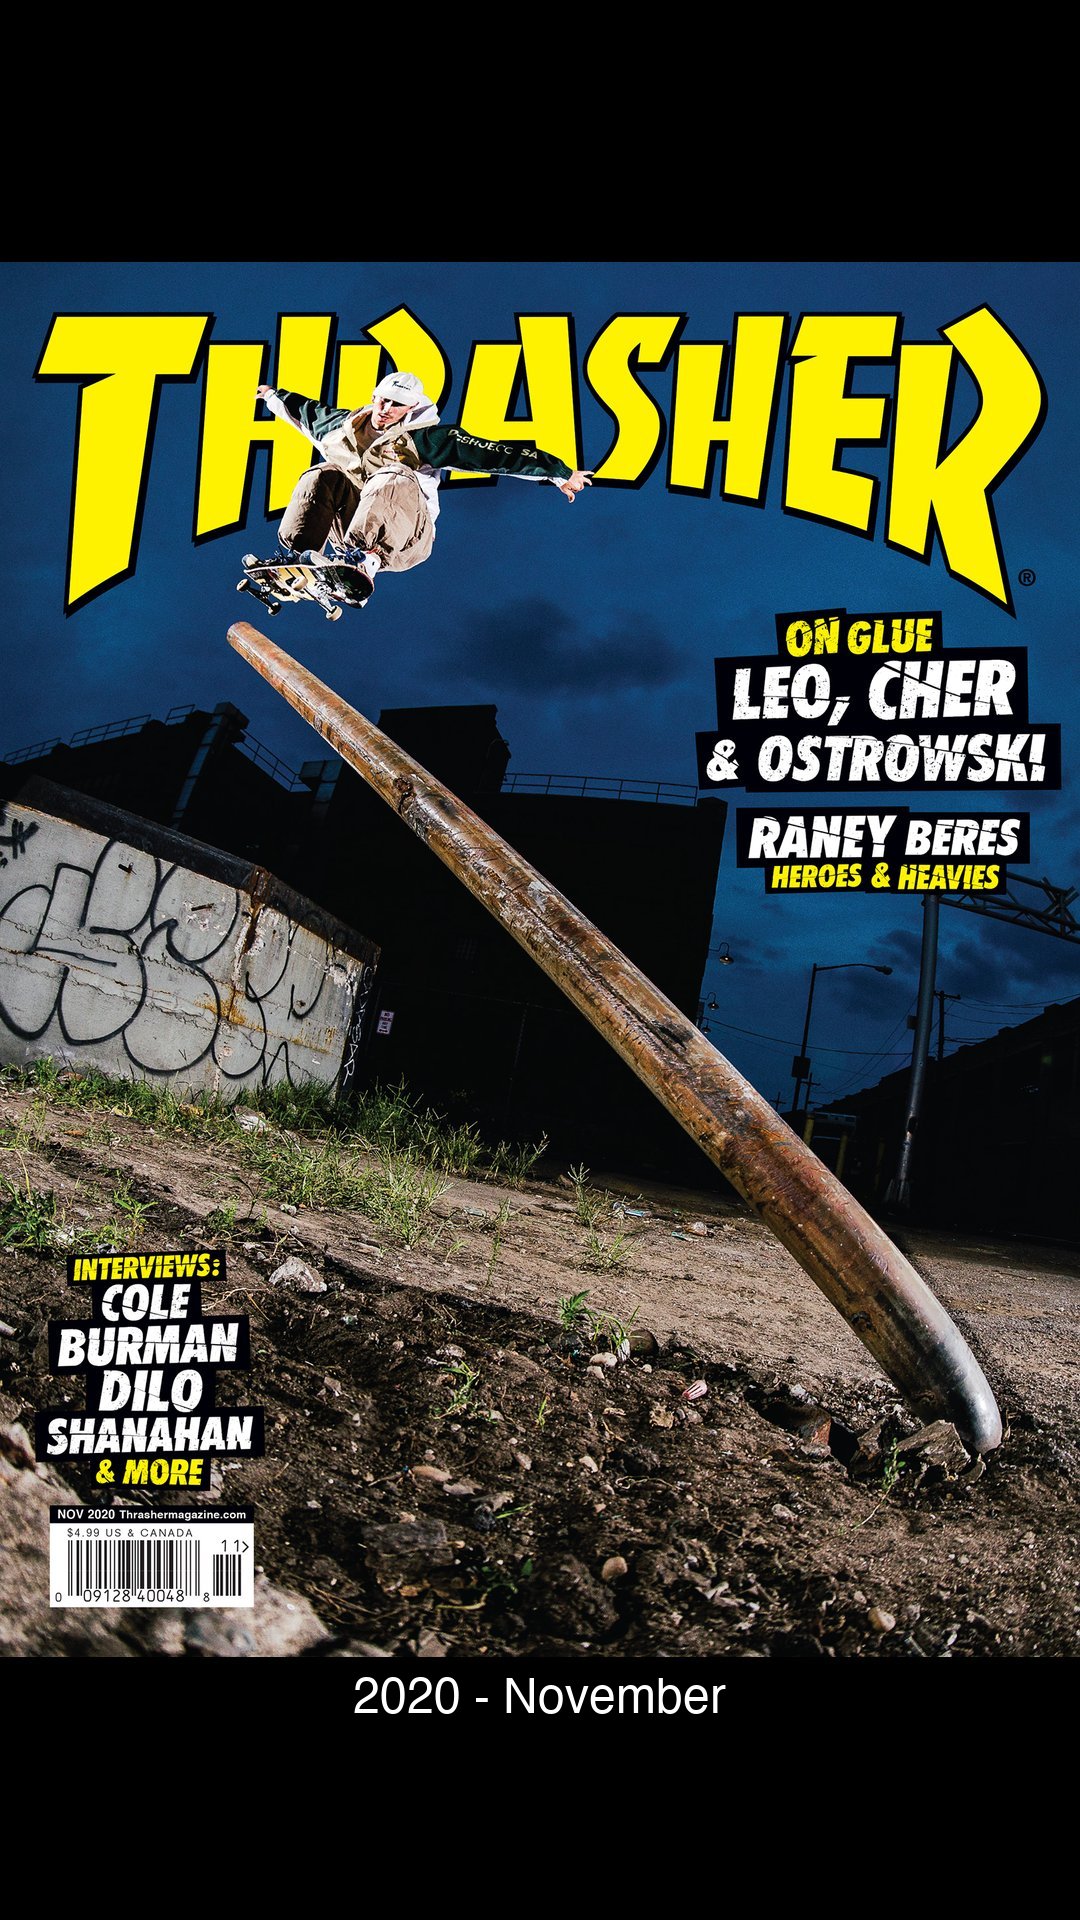 THRASHER®
ON GLUE
LEO, CHER
& OSTROWSKI
RANEY BERES
HEROES & HEAVIES
INTERVIEWS:
COLE
BURMAN
DILO
SHANAHAN
& MORE
NOV 2020 Thrashermagazine.com
$4.99 US & CANADA
11>
0 09128 40048 8
2020 - November